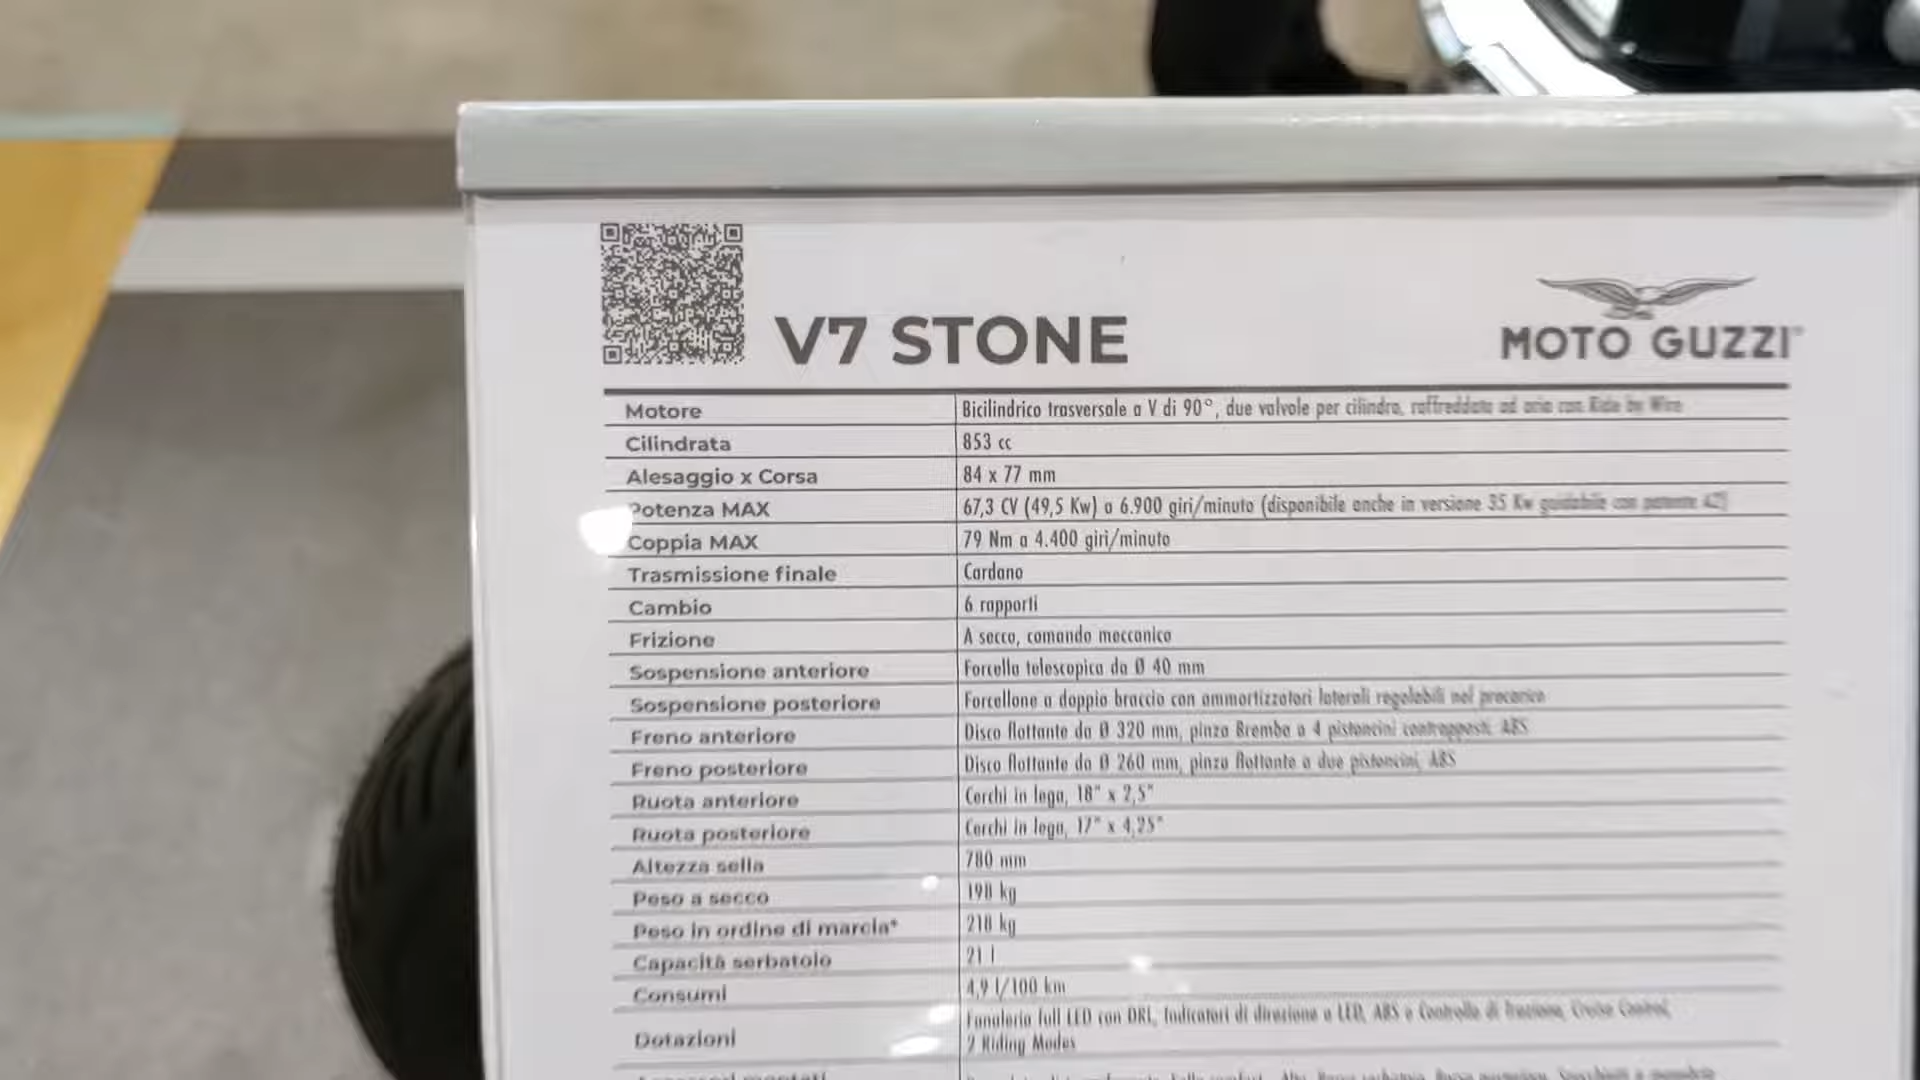 V7 STONE
MOTO GUZZI
Motore Bicilindrico trasversale a V di 90°, due valvole per cilindro, raffreddato ad aria con Ride by Wire
Cilindrata 853 cc
Alesaggio x Corsa 84 x 77 mm
Potenza MAX 67,3 CV (49,5 Kw) a 6.900 giri/minuto (disponibile anche in versione 35 Kw guidabile con patente A2)
Coppia MAX 79 Nm a 4.400 giri/minuto
Trasmissione finale Cardano
Cambio 6 rapporti
Frizione A secco, comando meccanico
Sospensione anteriore Forcella telescopica da Ø 40 mm
Sospensione posteriore Forcellone a doppio braccio con ammortizzatori laterali regolabili nel precarico
Freno anteriore Disco flottante da Ø 320 mm, pinza Brembo a 4 pistoncini contrapposti, ABS
Freno posteriore Disco flottante da Ø 260 mm, pinza flottante a due pistoncini, ABS
Ruota anteriore Cerchi in lega, 18" x 2,5"
Ruota posteriore Cerchi in lega, 17" x 4,25"
Altezza sella 780 mm
Peso a secco 198 kg
Peso in ordine di marcia* 218 kg
Capacità serbatoio 21 l
Consumi 4,9 l/100 km
Dotazioni Fanaleria full LED con DRL, Indicatori di direzione a LED, ABS e Controllo di Trazione, Cruise Control,
2 Riding Modes